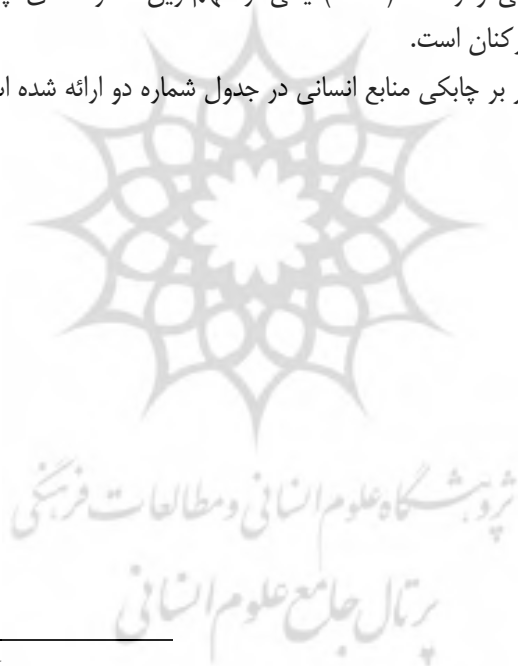 رکنان است.
بر چابکی منابع انسانی در جدول شماره دو ارائه شده
پژوهشگاه علوم انسانی و مطالعات فرهنگی
پرتال جامع علوم انسانی